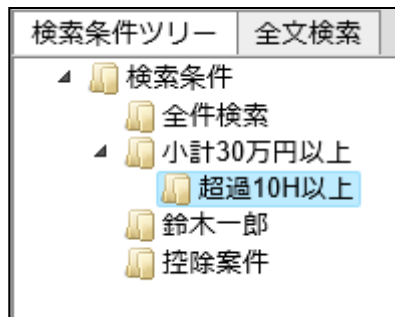 検索条件ツリー 全文検索
検索条件
全件検索
小計30万円以上
超過10H以上
鈴木一郎
控除案件